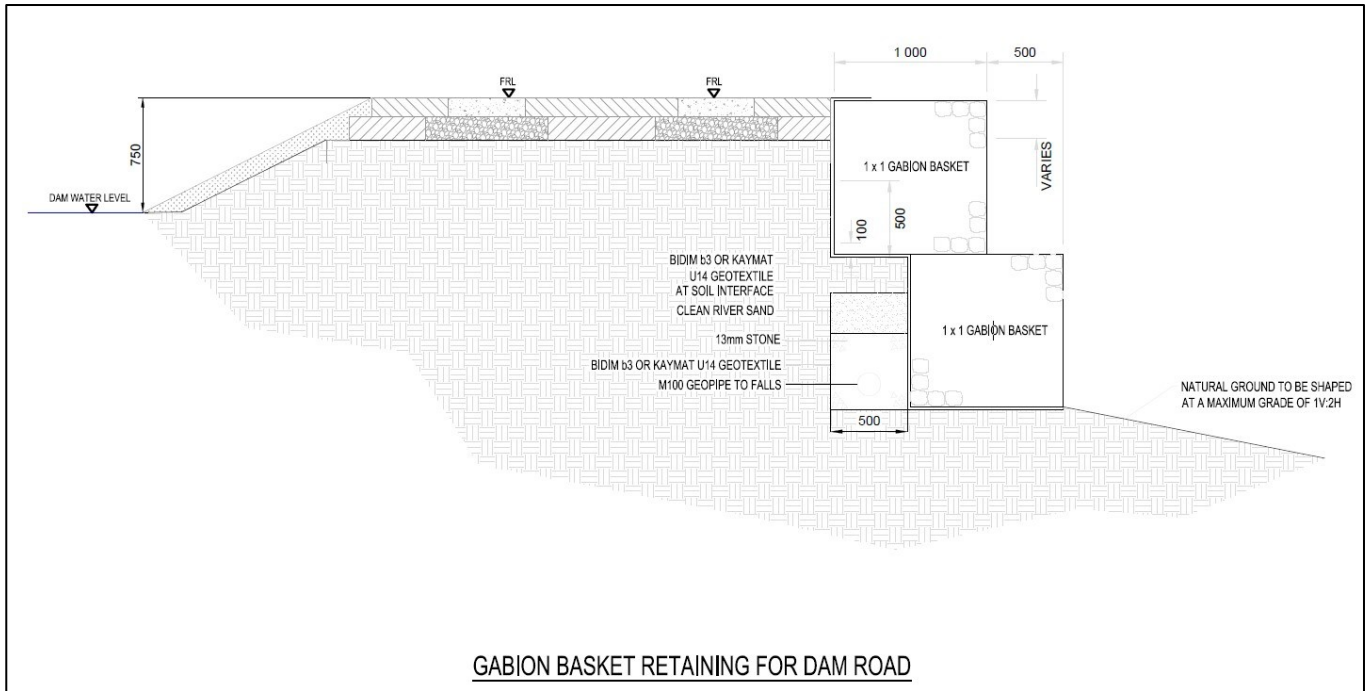 1 000
500
FRL
FRL
750
1 x 1 GABION BASKET
VARIES
DAM WATER LEVEL
500
100
BIDIM b3 OR KAYMAT
U14 GEOTEXTILE
AT SOIL INTERFACE
CLEAN RIVER SAND
1 x 1 GABION BASKET
13mm STONE
BIDIM b3 OR KAYMAT U14 GEOTEXTILE
M100 GEOPIPE TO FALLS
NATURAL GROUND TO BE SHAPED
AT A MAXIMUM GRADE OF 1V:2H
500
GABION BASKET RETAINING FOR DAM ROAD